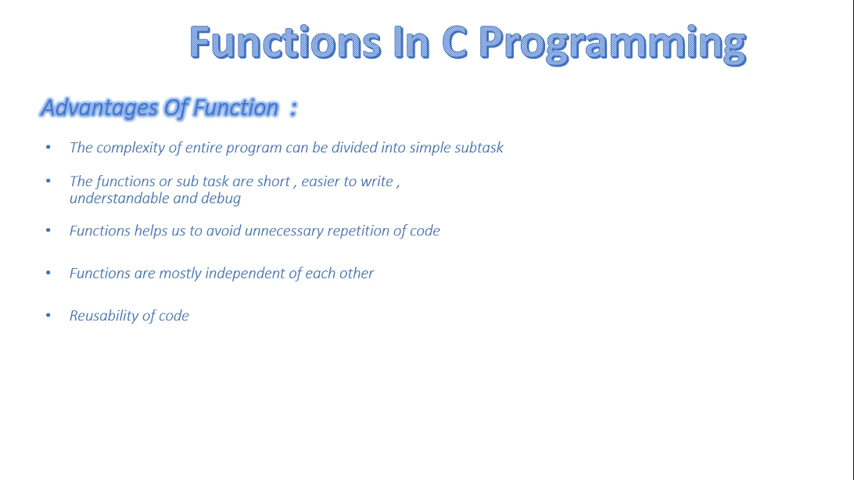 Functions In C Programming
Advantages Of Function :
• The complexity of entire program can be divided into simple subtask
• The functions or sub task are short , easier to write ,
understandable and debug
• Functions helps us to avoid unnecessary repetition of code
• Functions are mostly independent of each other
• Reusability of code